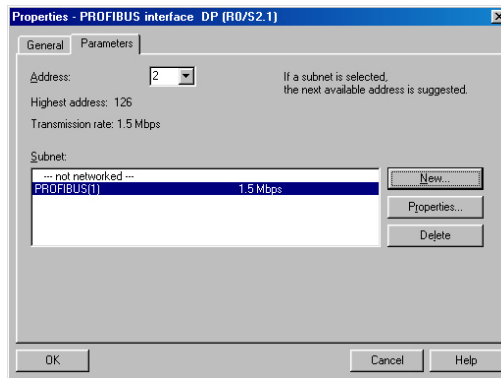 Properties - PROFIBUS interface DP (R0/S2.1)
General Parameters
Address: 2
If a subnet is selected,
the next available address is suggested.
Highest address: 126
Transmission rate: 1.5 Mbps
Subnet:
--- not networked ---
PROFIBUS(1) 1.5 Mbps
New...
Properties...
Delete
OK Cancel Help